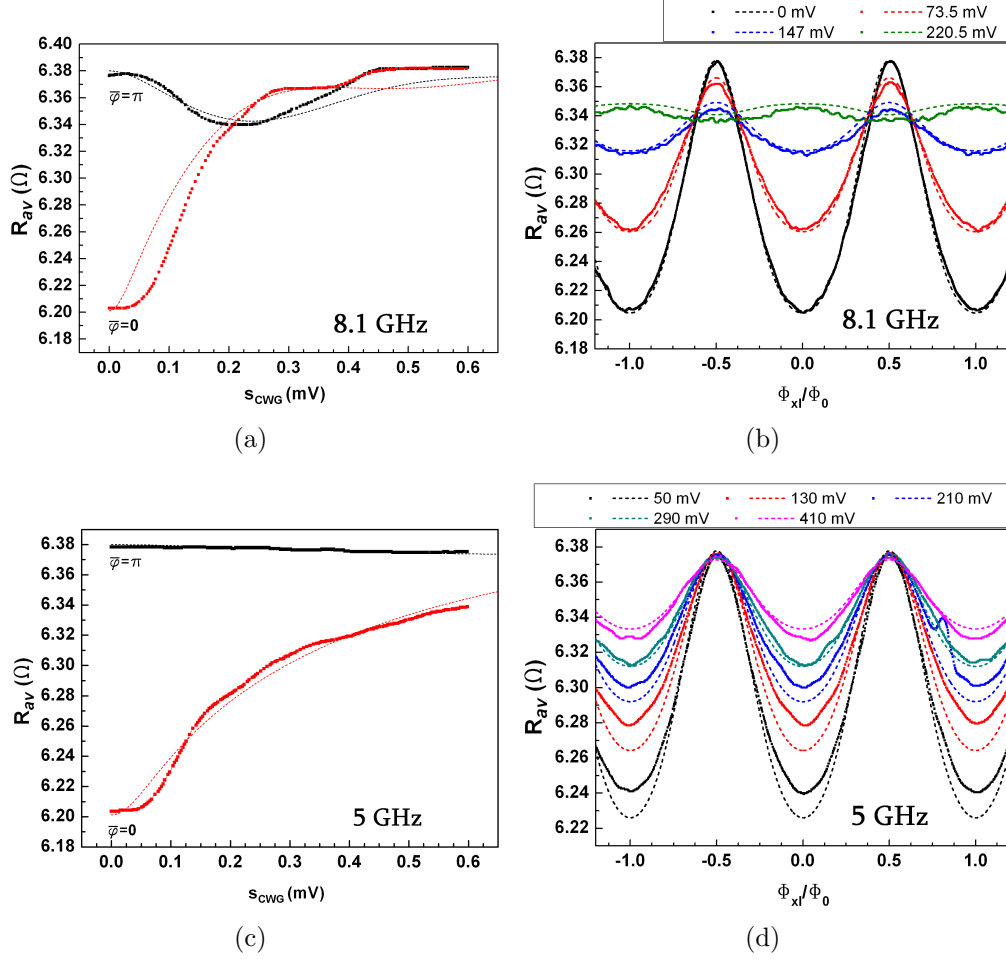 0 mV 73.5 mV
147 mV 220.5 mV
6.40
6.38
6.36
6.34
6.32
6.30
6.28
6.26
6.24
6.22
6.20
6.18
R_av (Ω)
φ̅=π
φ̅=0
8.1 GHz
0.0 0.1 0.2 0.3 0.4 0.5 0.6
s_CWG (mV)
(a)
6.38
6.36
6.34
6.32
6.30
6.28
6.26
6.24
6.22
6.20
6.18
R_av (Ω)
8.1 GHz
-1.0 -0.5 0.0 0.5 1.0
Φ_xl/Φ_0
(b)
6.38
6.36
6.34
6.32
6.30
6.28
6.26
6.24
6.22
6.20
6.18
R_av (Ω)
φ̅=π
φ̅=0
5 GHz
0.0 0.1 0.2 0.3 0.4 0.5 0.6
s_CWG (mV)
(c)
50 mV 130 mV 210 mV
290 mV 410 mV
6.38
6.36
6.34
6.32
6.30
6.28
6.26
6.24
6.22
R_av (Ω)
5 GHz
-1.0 -0.5 0.0 0.5 1.0
Φ_xl/Φ_0
(d)